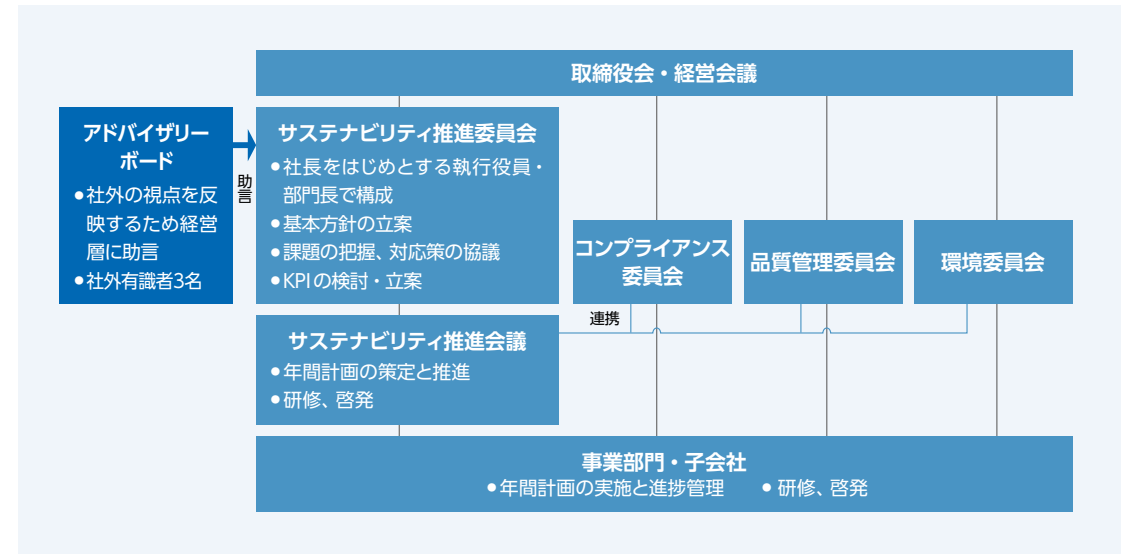 取締役会・経営会議
アドバイザリー
ボード
●社外の視点を反
映するため経営
層に助言
●社外有識者3名
助言
サステナビリティ推進委員会
●社長をはじめとする執行役員・
部門長で構成
●基本方針の立案
●課題の把握、対応策の協議
●KPIの検討・立案
コンプライアンス
委員会
品質管理委員会
環境委員会
連携
サステナビリティ推進会議
●年間計画の策定と推進
●研修、啓発
事業部門・子会社
●年間計画の実施と進捗管理 ●研修、啓発